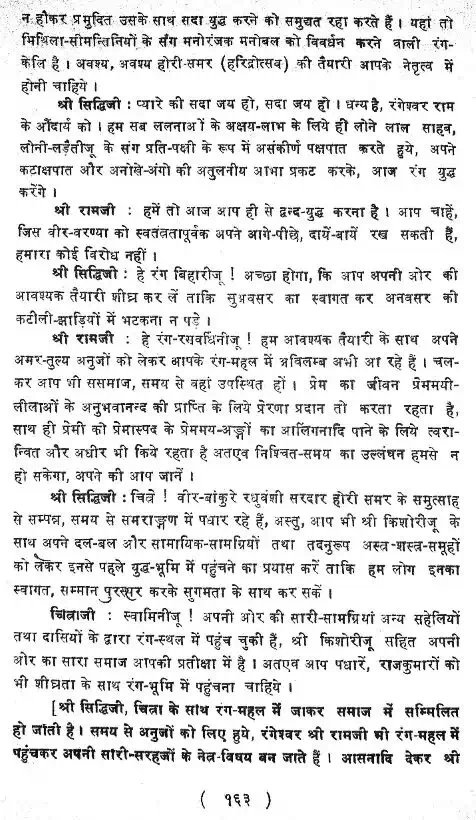 न होकर प्रमुदित उसके साथ सदा युद्ध करने को समुद्यत रहा करते हैं । यहां तो
मिथिला-सीमन्तिनियों के संग मनोरंजक मनोबल को विवर्धन करने वाली रंग-
केलि है । अवश्य, अवश्य होरी-समर (हरिद्रोत्सव) की तैयारी आपके नेतृत्व में
होनी चाहिये ।
श्री सिद्धिजी : प्यारे की सदा जय हो, सदा जय हो । धन्य है, रंगेश्वर राम
के औदार्य को । हम सब ललनाओं के अक्षय-लाभ के लिये ही लोने लाल साहब,
लोनी-लड़ैतीजू के संग प्रति-पक्षी के रूप में असंकीर्ण पक्षपात करते हुये, अपने
कटाक्षपात और अनोखे-अंगों की अतुलनीय आभा प्रकट करके, आज रंग युद्ध
करेंगे ।
श्री रामजी : हमें तो आज आप ही से द्वन्द-युद्ध करना है । आप चाहें,
जिस वीर-वरण्या को स्वतंत्रतापूर्वक अपने आगे-पीछे, दायें-बायें रख सकती हैं,
हमारा कोई विरोध नहीं ।
श्री सिद्धिजी : हे रंग बिहारीजू ! अच्छा होगा, कि आप अपनी ओर की
आवश्यक तैयारी शीघ्र कर लें ताकि सुअवसर का स्वागत कर अनवसर की
कटीली-झाड़ियों में भटकना न पड़े ।
श्री रामजी : हे रंग-रसवर्धिनीजू ! हम आवश्यक तैयारी के साथ अपने
अमर-तुल्य अनुजों को लेकर आपके रंग-महल में अविलम्ब अभी आ रहे हैं । चल-
कर आप भी ससमाज, समय से वहां उपस्थित हों । प्रेम का जीवन प्रेममयी-
लीलाओं के अनुभवानन्द की प्राप्ति के लिये प्रेरणा प्रदान तो करता रहता है,
साथ ही प्रेमी को प्रेमास्पद के प्रेममय-अङ्गों का आलिंगनादि पाने के लिये त्वरा-
न्वित और अधीर भी किये रहता है अतएव निश्चित-समय का उल्लंघन हमसे न
हो सकेगा, अपने की आप जानें ।
श्री सिद्धिजी : चित्रे ! वीर-बांकुरे रघुवंशी सरदार होरी समर के समुत्साह
से सम्पन्न, समय से समराङ्गण में पधार रहे हैं, अस्तु, आप भी श्री किशोरीजू के
साथ अपने दल-बल और सामायिक-सामग्रियों तथा तदनुरूप अस्त्र-शस्त्र-समूहों
को लेकर इनसे पहले युद्ध-भूमि में पहुंचने का प्रयास करें ताकि हम लोग इनका
स्वागत, सम्मान पुरस्सर करके सुगमता के साथ कर सकें ।
चित्राजी : स्वामिनीजू ! अपनी ओर की सारी-सामग्रियां अन्य सहेलियों
तथा दासियों के द्वारा रंग-स्थल में पहुंच चुकी हैं, श्री किशोरीजू सहित अपनी
ओर का सारा समाज आपकी प्रतीक्षा में है । अतएव आप पधारें, राजकुमारों को
भी शीघ्रता के साथ रंग-भूमि में पहुंचना चाहिये ।
[श्री सिद्धिजी, चित्रा के साथ रंग-महल में जाकर समाज में सम्मिलित
हो जाती है । समय से अनुजों को लिए हुये, रंगेश्वर श्री रामजी भी रंग-महल में
पहुंचकर अपनी सारी-सरहजों के नेत्र-विषय बन जाते हैं । आसनादि देकर श्री
( १६३ )